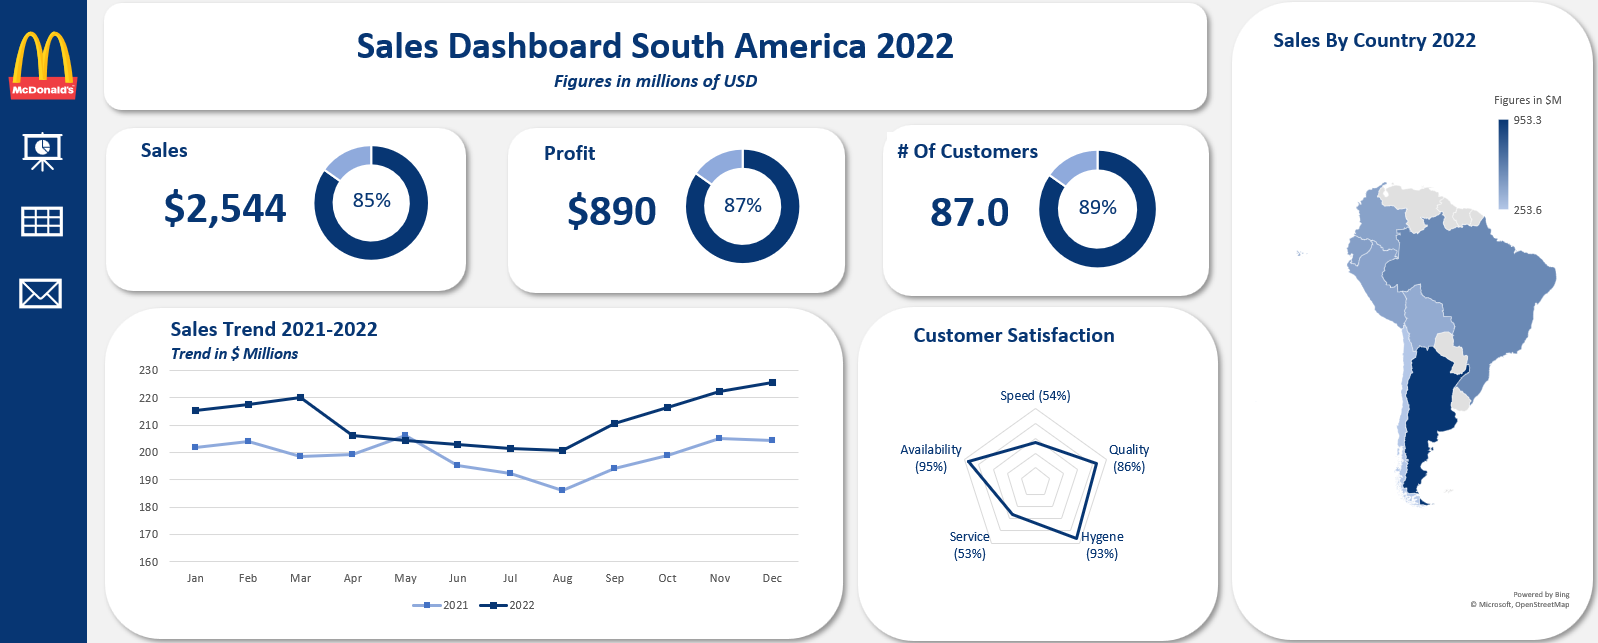 McDonald's
Sales Dashboard South America 2022
Figures in millions of USD
Sales
$2,544
85%
Profit
$890
87%
# Of Customers
87.0
89%
Sales Trend 2021-2022
Trend in $ Millions
230
220
210
200
190
180
170
160
Jan Feb Mar Apr May Jun Jul Aug Sep Oct Nov Dec
2021 2022
Customer Satisfaction
Speed (54%)
Quality
(86%)
Hygene
(93%)
Service
(53%)
Availability
(95%)
Sales By Country 2022
Figures in $M
953.3
253.6
Powered by Bing
© Microsoft, OpenStreetMap